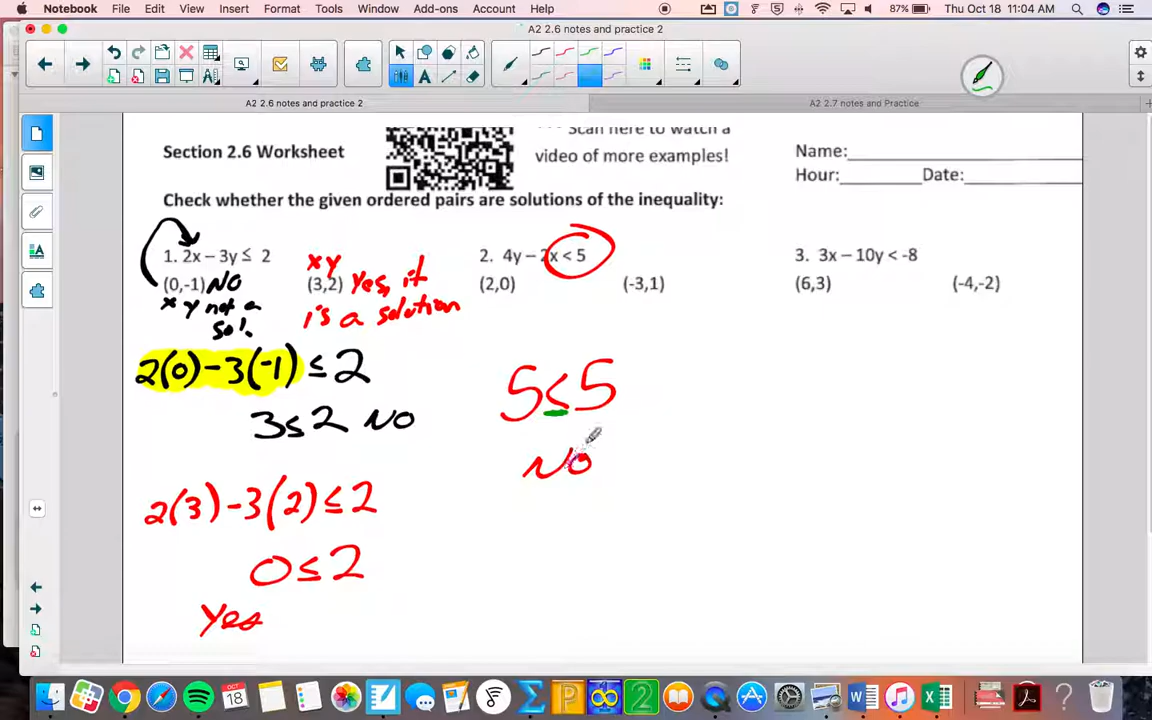 Notebook File Edit View Insert Format Tools Window Add-ons Account Help 87% Thu Oct 18 11:04 AM
A2 2.6 notes and practice 2
A2 2.6 notes and practice 2 A2 2.7 notes and Practice
Scan here to watch a
Section 2.6 Worksheet video of more examples! Name:
Hour: Date:
Check whether the given ordered pairs are solutions of the inequality:
1. 2x – 3y ≤ 2 2. 4y – 2x < 5 3. 3x – 10y < -8
x y
(0,-1) NO (3,2) yes, it (2,0) (-3,1) (6,3) (-4,-2)
x y not a is a solution
sol.
2(0) - 3(-1) ≤ 2
3 ≤ 2 NO
5 ≤ 5
NO
2(3) - 3(2) ≤ 2
0 ≤ 2
yes
OCT
18
2
W
X